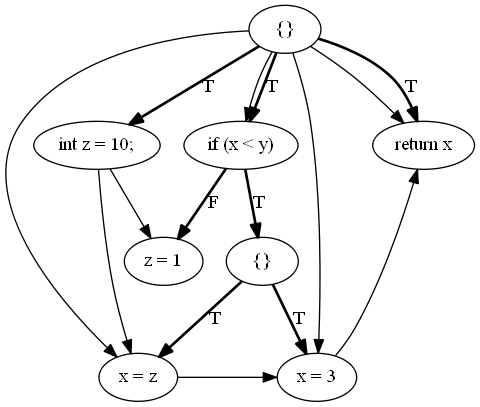 {}
T
T
T
int z = 10;
if (x < y)
return x
F
T
z = 1
{}
T
T
x = z
x = 3